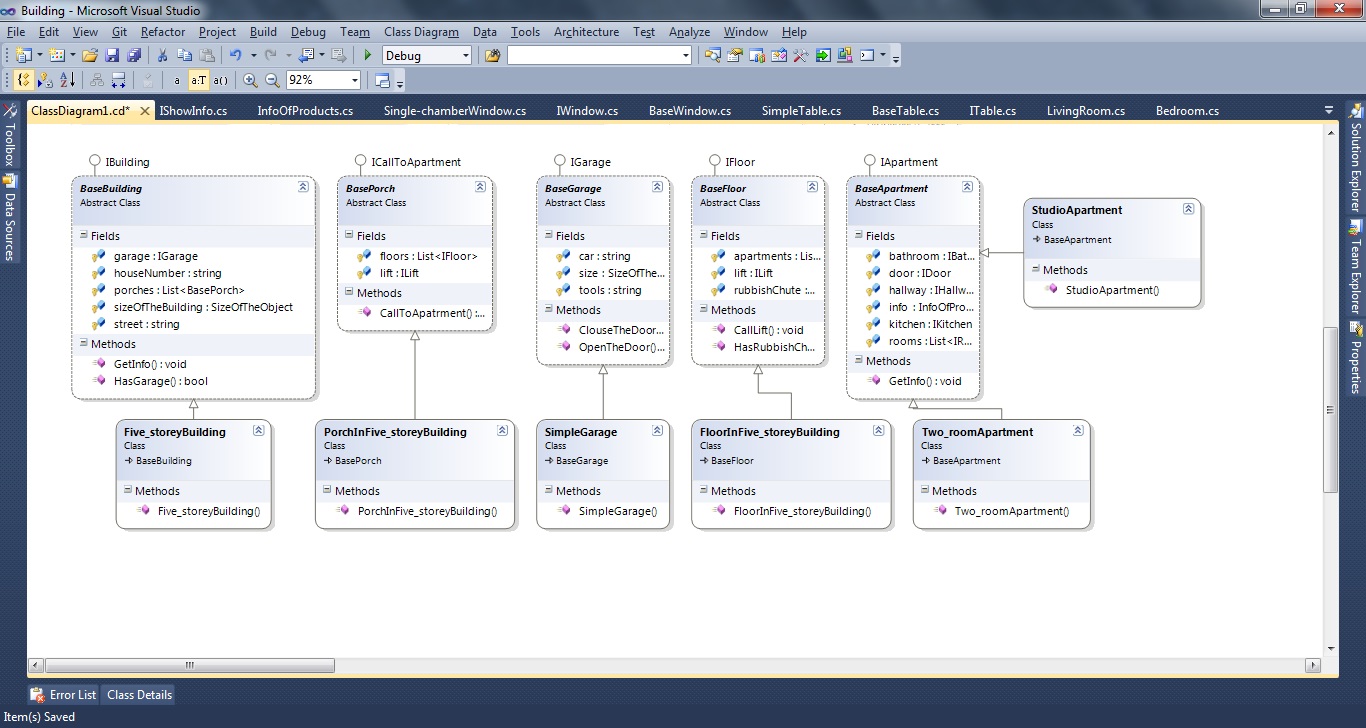 Building - Microsoft Visual Studio
File Edit View Git Refactor Project Build Debug Team Class Diagram Data Tools Architecture Test Analyze Window Help
Debug
a a:T a() 92%
ClassDiagram1.cd* IShowInfo.cs InfoOfProducts.cs Single-chamberWindow.cs IWindow.cs BaseWindow.cs SimpleTable.cs BaseTable.cs ITable.cs LivingRoom.cs Bedroom.cs
Toolbox
Data Sources
IBuilding
BaseBuilding
Abstract Class
Fields
garage : IGarage
houseNumber : string
porches : List<BasePorch>
sizeOfTheBuilding : SizeOfTheObject
street : string
Methods
GetInfo() : void
HasGarage() : bool
ICallToApartment
BasePorch
Abstract Class
Fields
floors : List<IFloor>
lift : ILift
Methods
CallToApatrment() :...
IGarage
BaseGarage
Abstract Class
Fields
car : string
size : SizeOfThe...
tools : string
Methods
ClouseTheDoor...
OpenTheDoor()...
IFloor
BaseFloor
Abstract Class
Fields
apartments : Lis...
lift : ILift
rubbishChute :...
Methods
CallLift() : void
HasRubbishCh...
IApartment
BaseApartment
Abstract Class
Fields
bathroom : IBat...
door : IDoor
hallway : IHallw...
info : InfoOfPro...
kitchen : IKitchen
rooms : List<IR...
Methods
GetInfo() : void
StudioApartment
Class
BaseApartment
Methods
StudioApartment()
Five_storeyBuilding
Class
BaseBuilding
Methods
Five_storeyBuilding()
PorchInFive_storeyBuilding
Class
BasePorch
Methods
PorchInFive_storeyBuilding()
SimpleGarage
Class
BaseGarage
Methods
SimpleGarage()
FloorInFive_storeyBuilding
Class
BaseFloor
Methods
FloorInFive_storeyBuilding()
Two_roomApartment
Class
BaseApartment
Methods
Two_roomApartment()
Solution Explorer
Team Explorer
Properties
Error List Class Details
Item(s) Saved